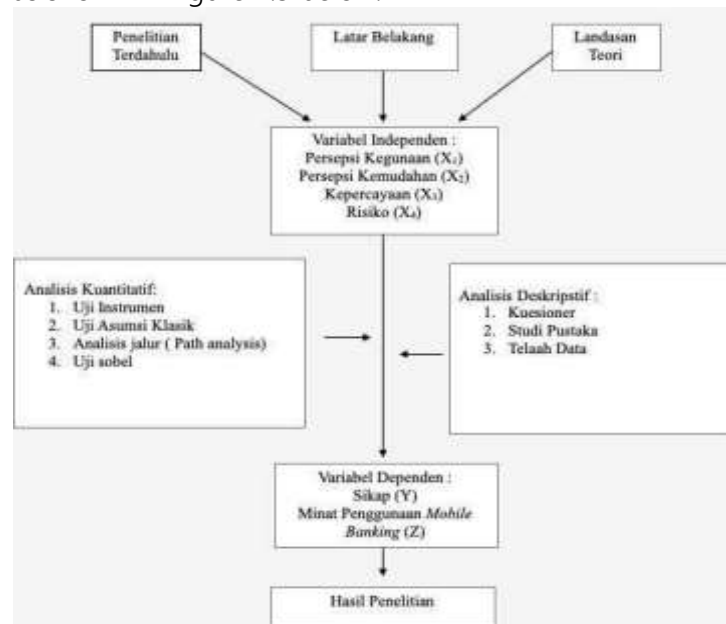 Penelitian
Terdahulu
Latar Belakang
Landasan
Teori
Variabel Independen :
Persepsi Kegunaan (X₁)
Persepsi Kemudahan (X₂)
Kepercayaan (X₃)
Risiko (X₄)
Analisis Kuantitatif:
1. Uji Instrumen
2. Uji Asumsi Klasik
3. Analisis jalur ( Path analysis)
4. Uji sobel
Analisis Deskripstif :
1. Kuesioner
2. Studi Pustaka
3. Telaah Data
Variabel Dependen :
Sikap (Y)
Minat Penggunaan Mobile
Banking (Z)
Hasil Penelitian